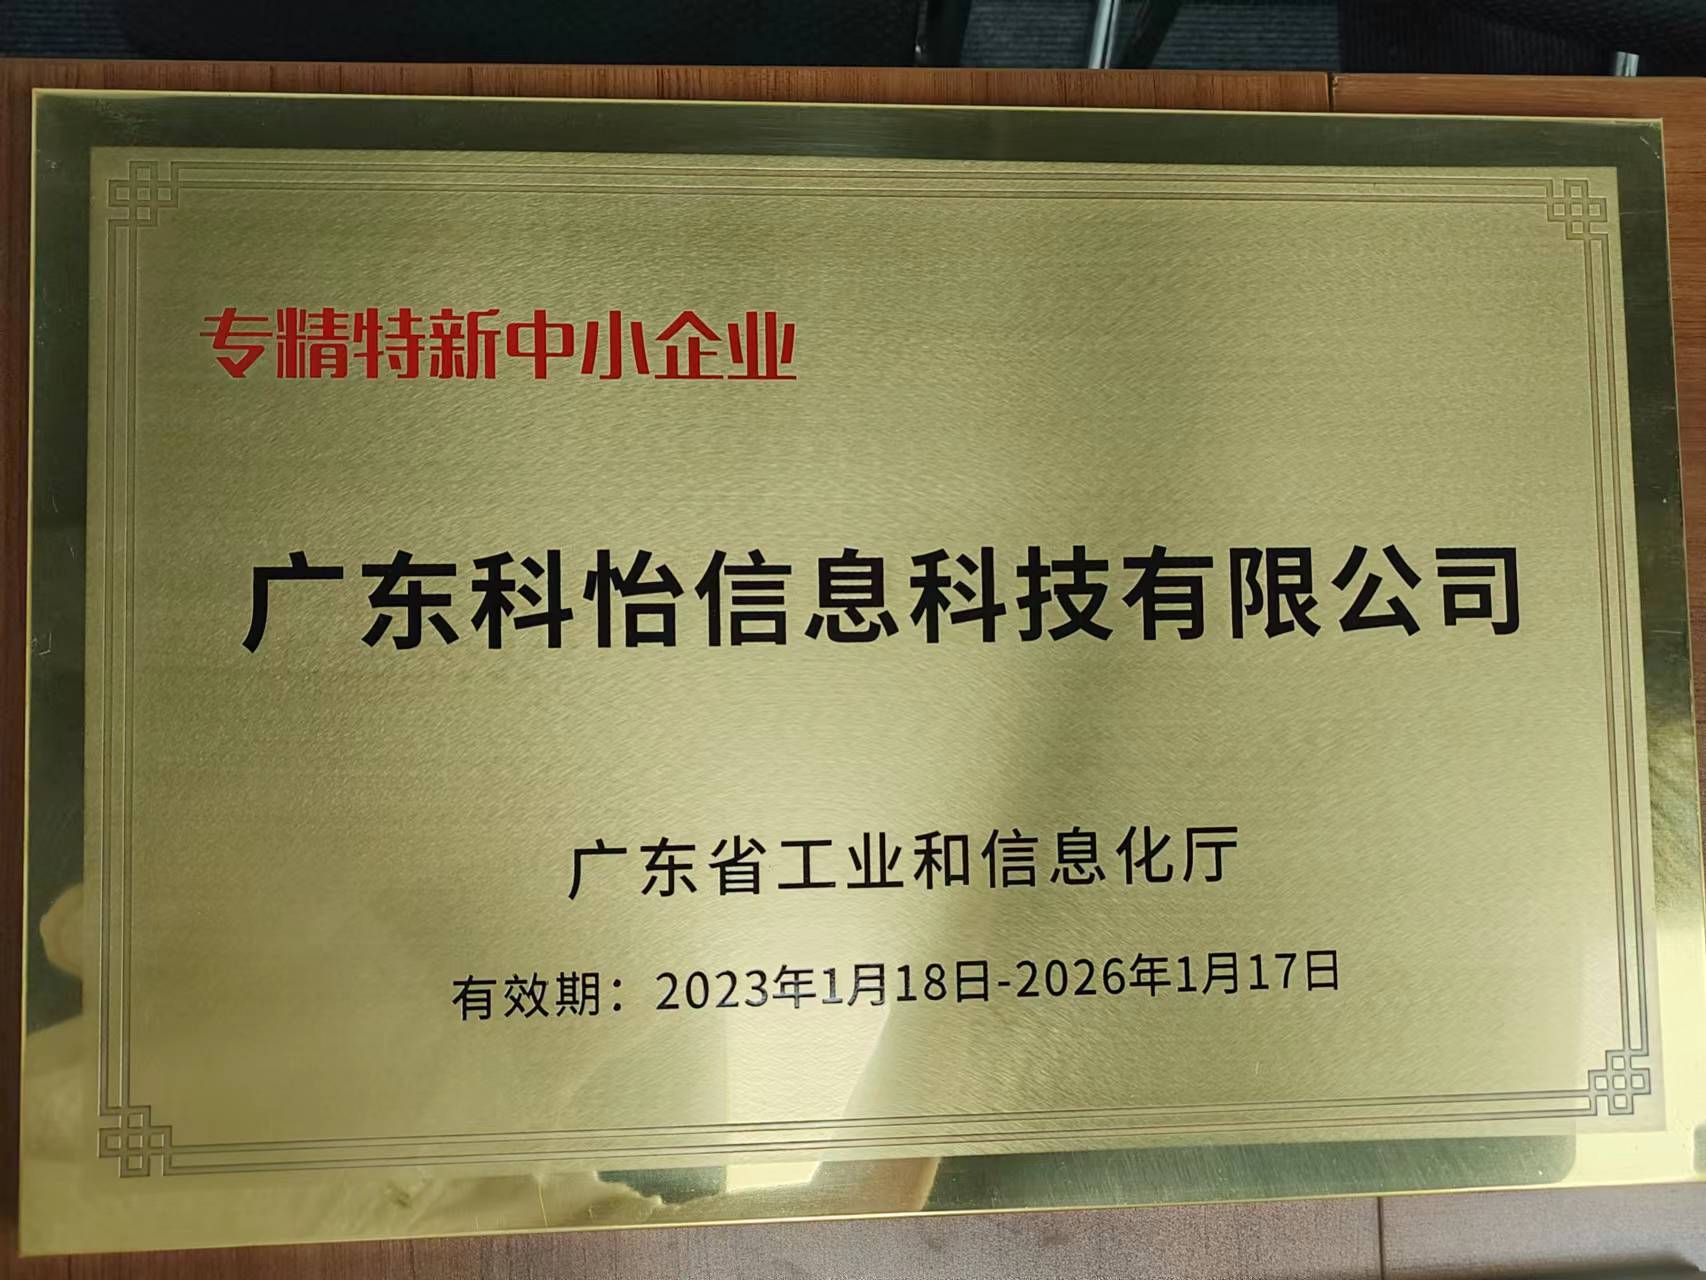 专精特新中小企业
广东科怡信息科技有限公司
广东省工业和信息化厅
有效期：2023年1月18日-2026年1月17日